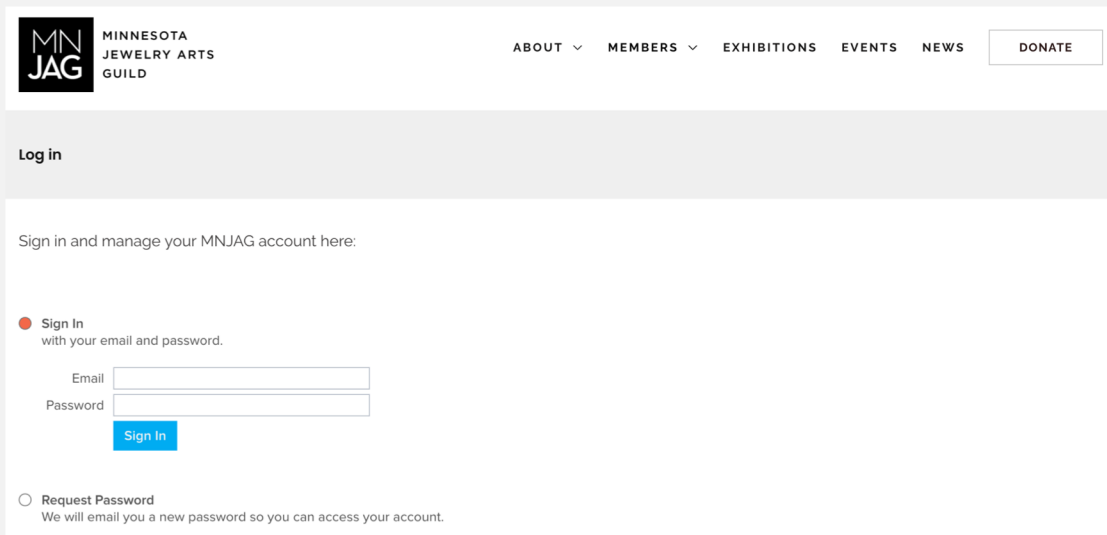 MN
JAG
MINNESOTA
JEWELRY ARTS
GUILD
ABOUT MEMBERS EXHIBITIONS EVENTS NEWS DONATE
Log in
Sign in and manage your MNJAG account here:
Sign In
with your email and password.
Email
Password
Sign In
Request Password
We will email you a new password so you can access your account.